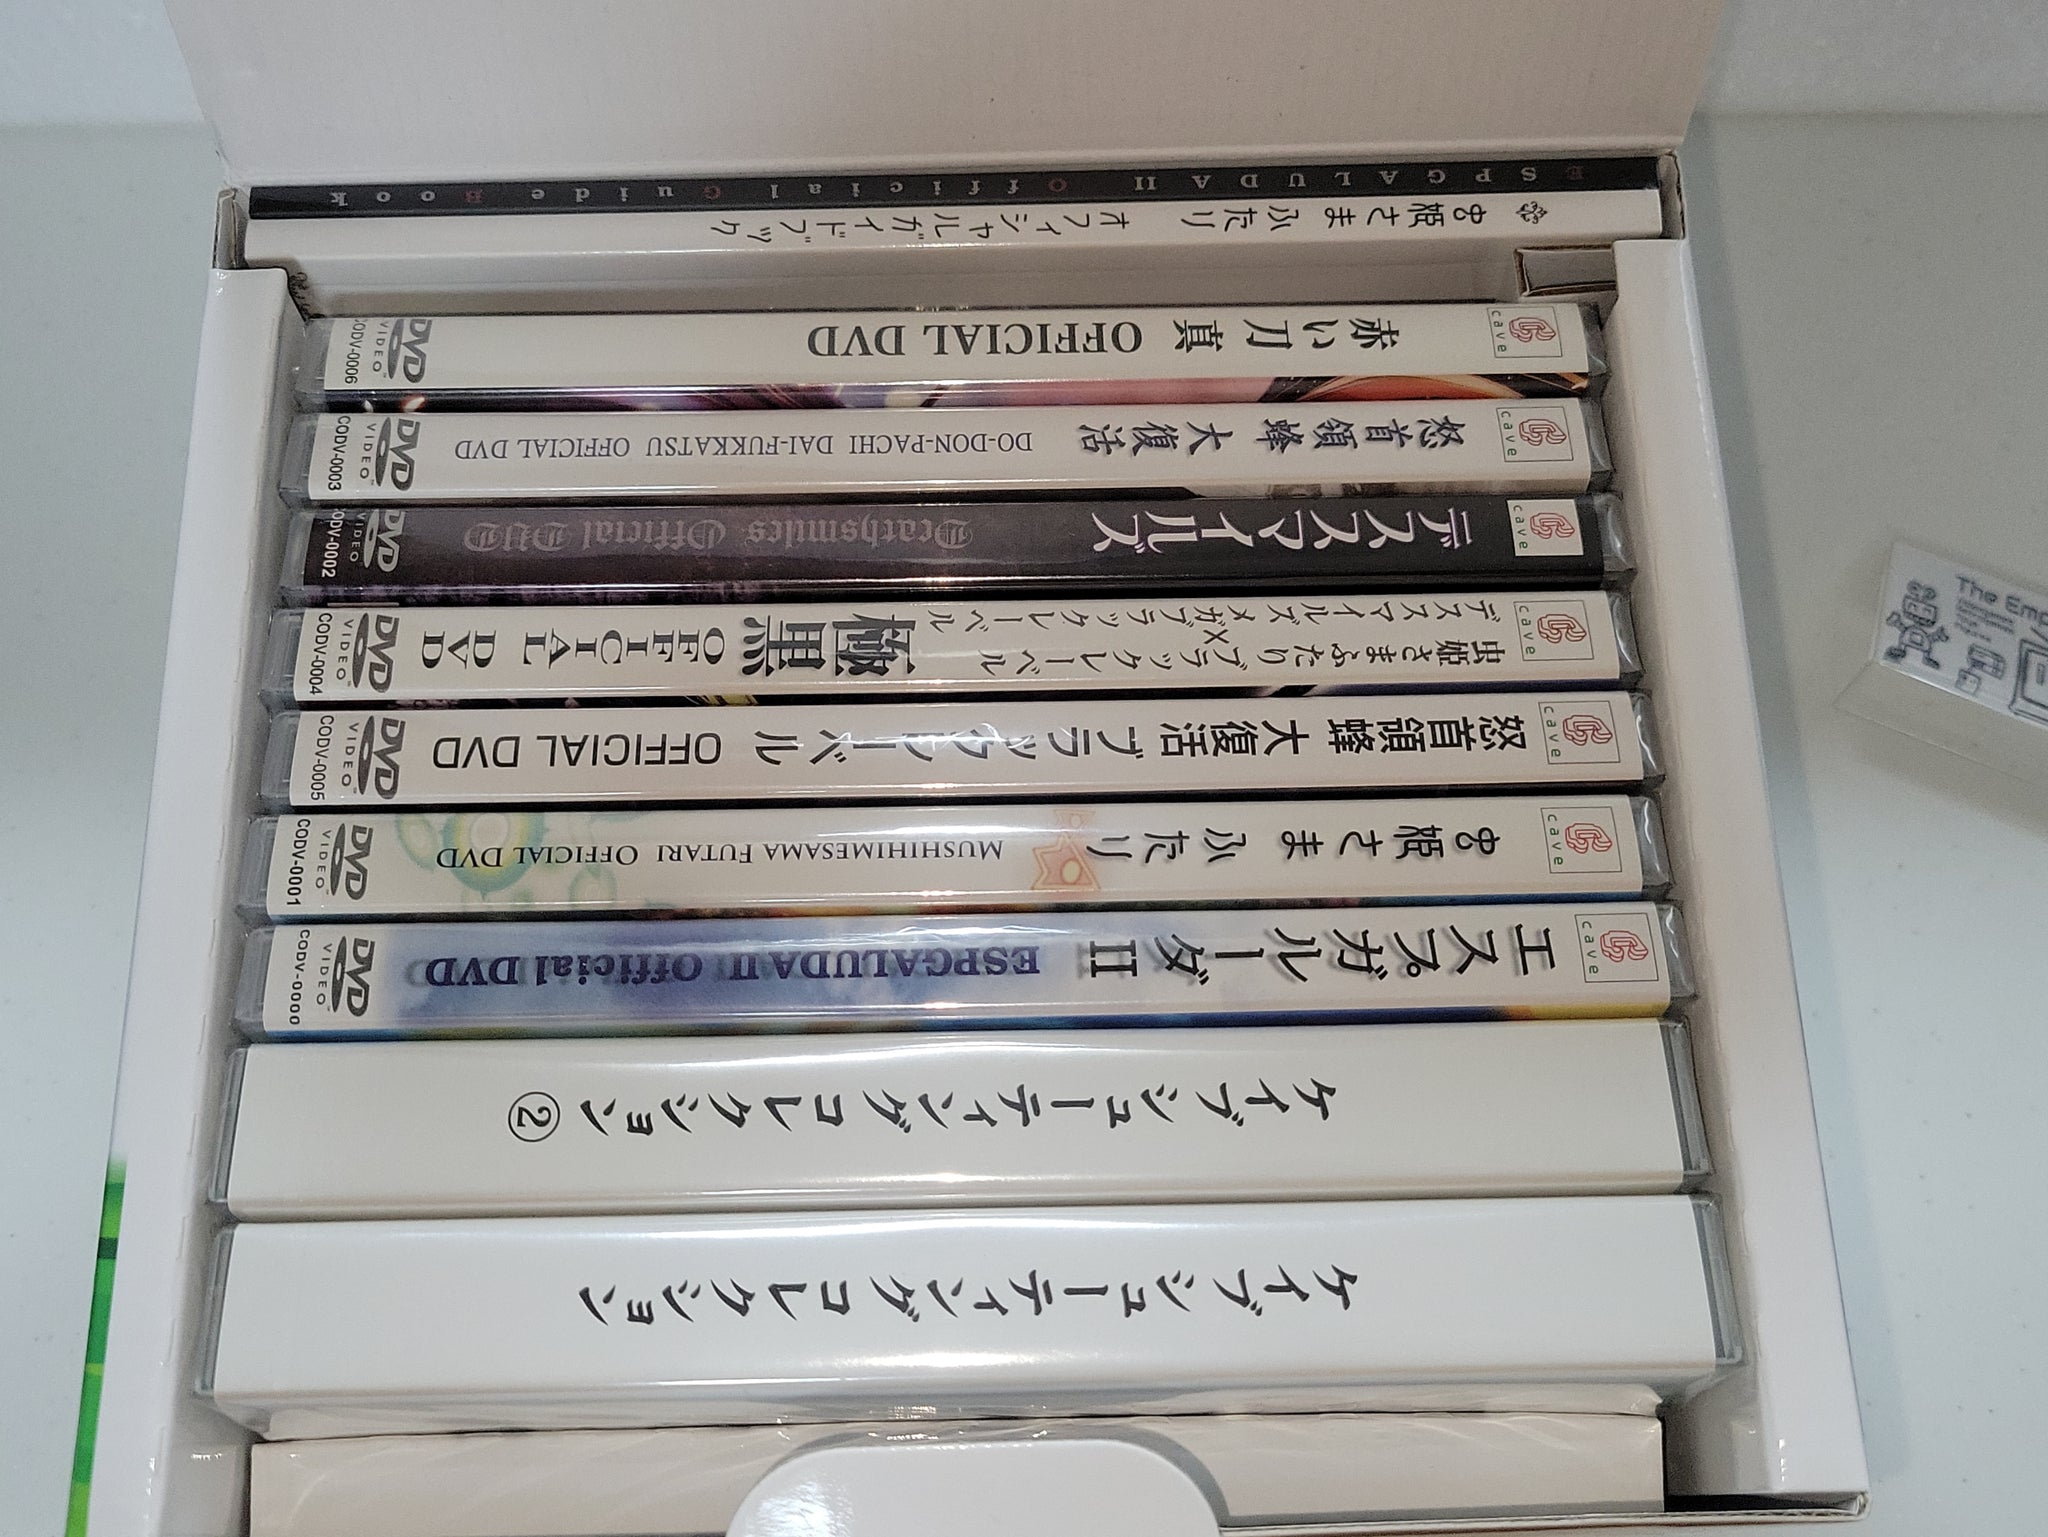 ESPGALUDA II Official Guide Book
虫姫さま ふたり オフィシャルガイドブック
cave 赤い刀 真 OFFICIAL DVD DVD VIDEO CODV-0006
cave 怒首領蜂 大復活 DO-DON-PACHI DAI-FUKKATSU OFFICIAL DVD DVD VIDEO CODV-0003
cave デススマイルズ Deathsmiles Official DVD DVD VIDEO CODV-0002
cave 虫姫さまふたり ブラックレーベル
×
デススマイルズ メガブラックレーベル
極黒 OFFICIAL DVD DVD VIDEO CODV-0004
cave 怒首領蜂 大復活 ブラックレーベル OFFICIAL DVD DVD VIDEO CODV-0005
cave 虫姫さま ふたり MUSHIHIMESAMA FUTARI OFFICIAL DVD DVD VIDEO CODV-0001
cave エスプガルーダII ESPGALUDA II Official DVD DVD VIDEO CODV-0000
ケイブシューティングコレクション②
ケイブシューティングコレクション